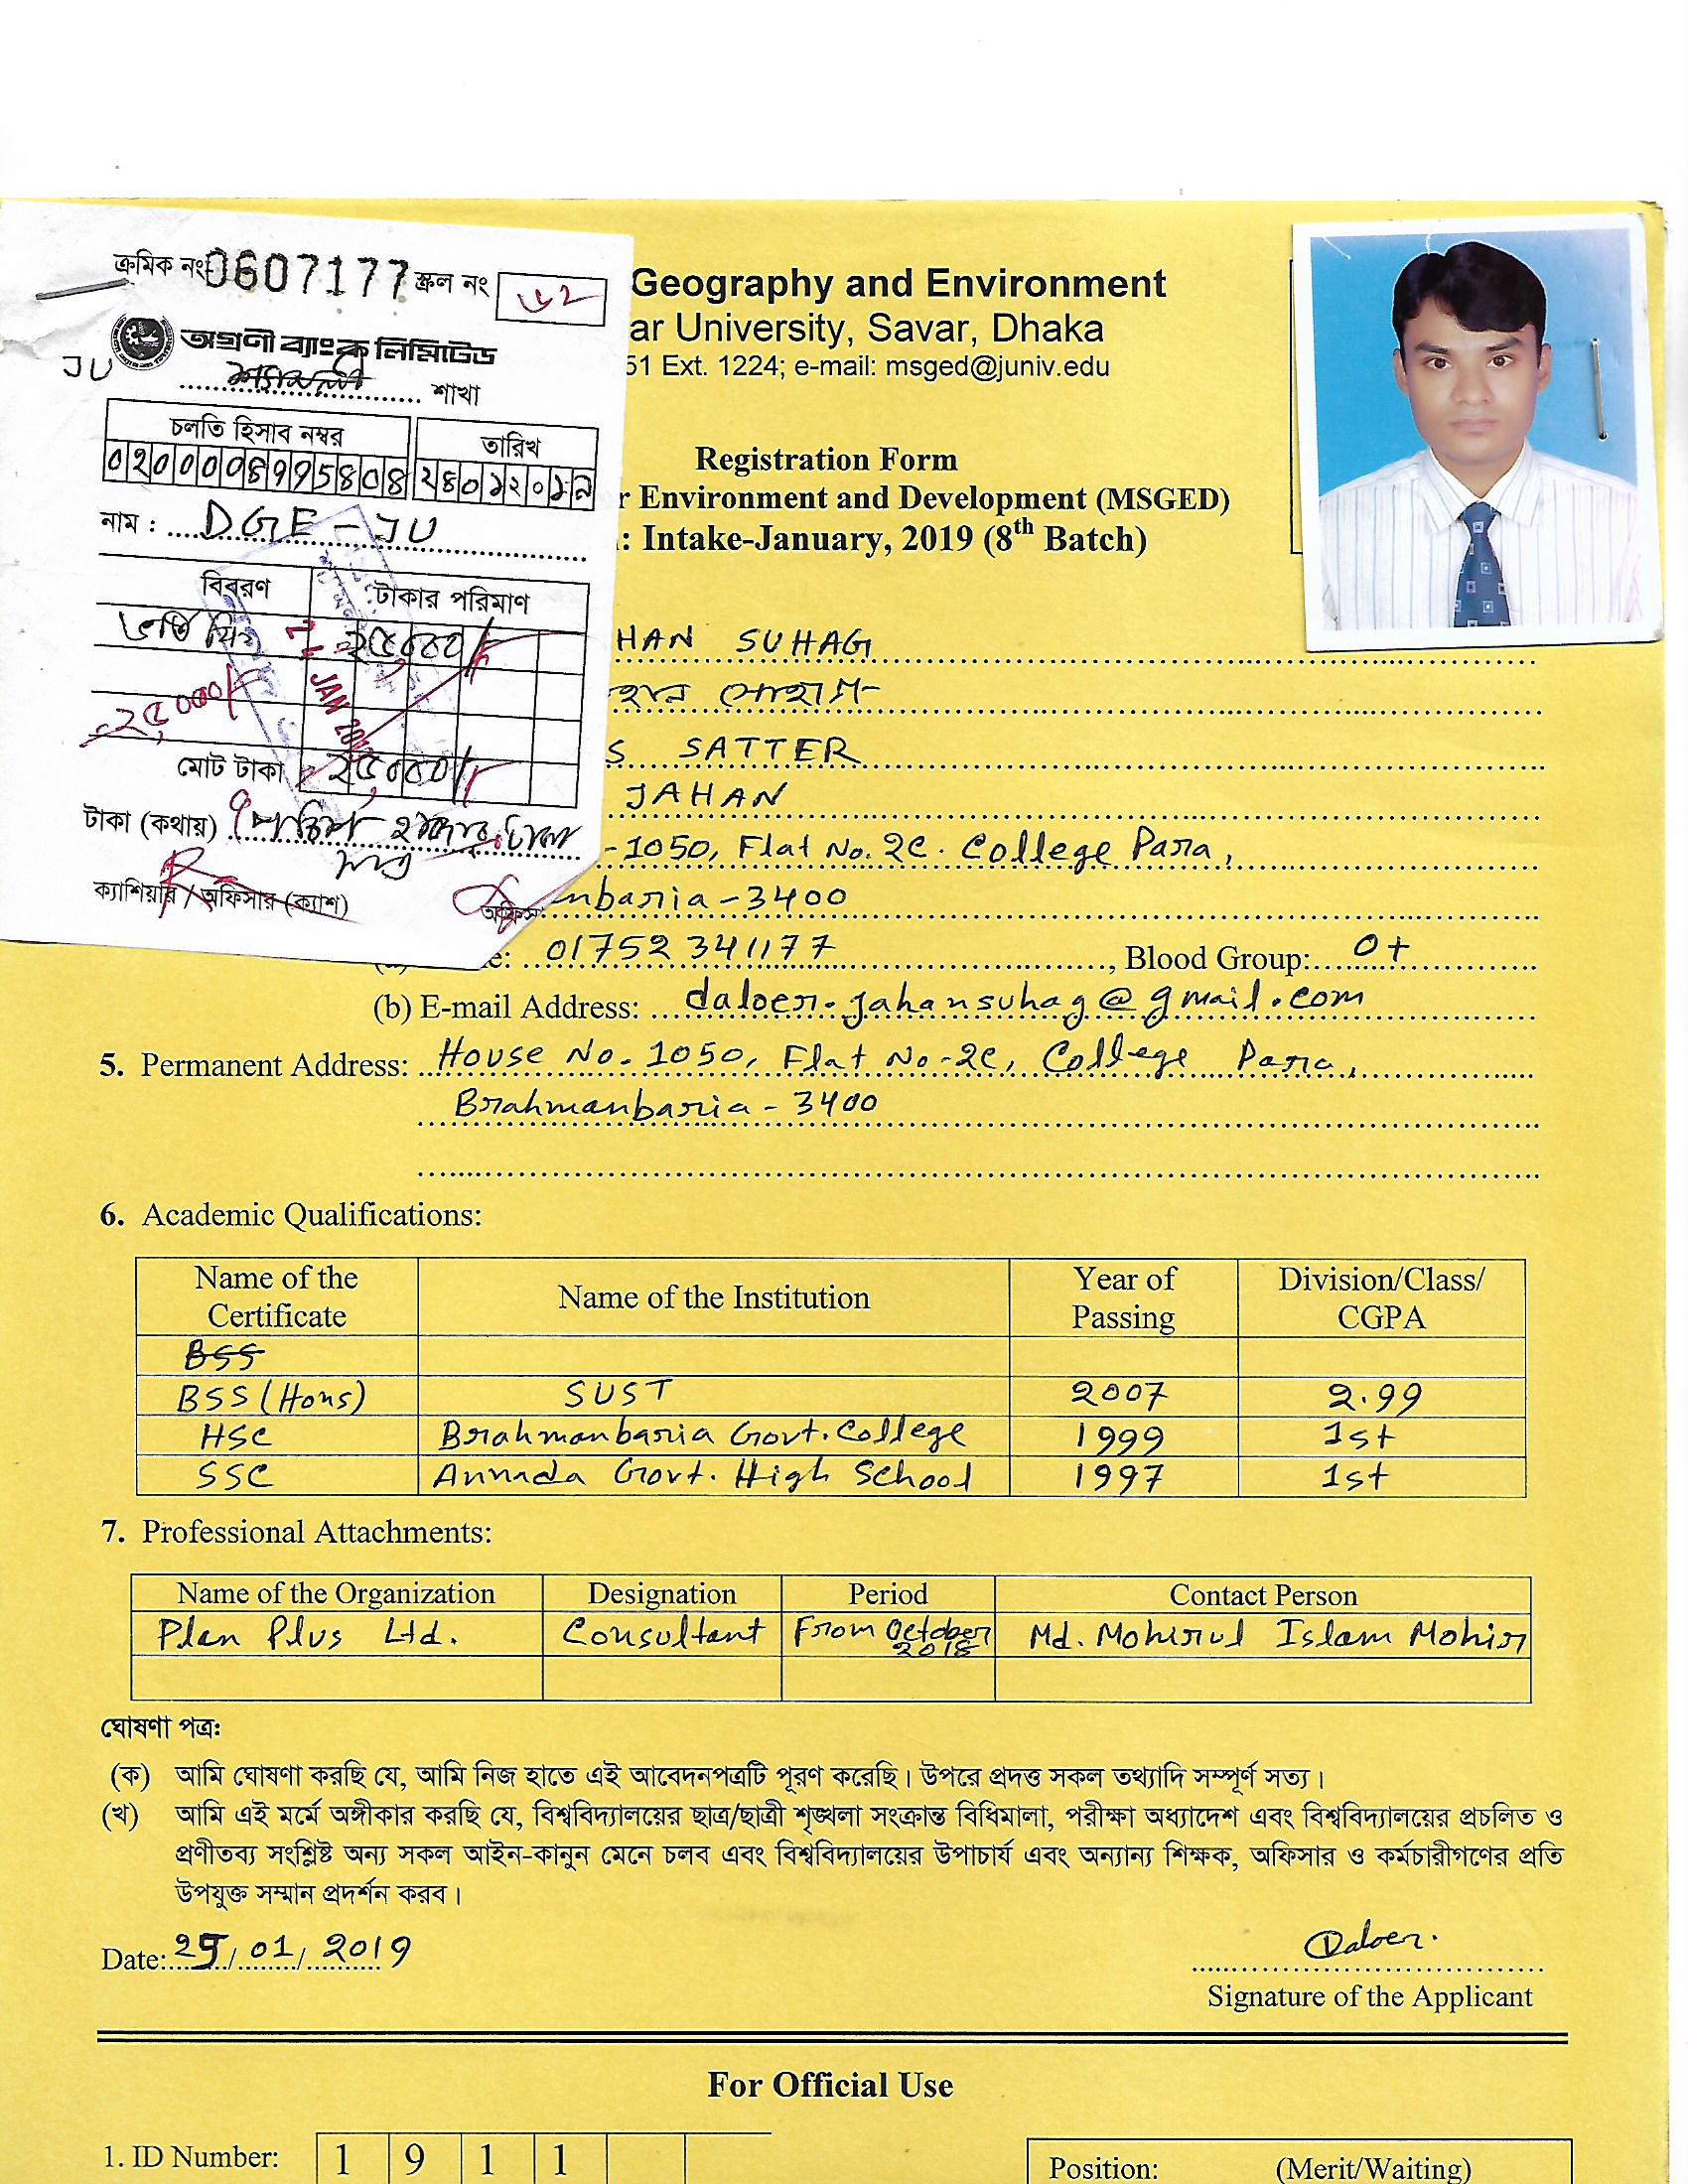 ক্রমিক নং 0607177 স্ক্রল নং ৩২
অগ্রণী ব্যাংক লিমিটেড
JU
শাখা
চলতি হিসাব নম্বর তারিখ
নাম : DGE - JU
বিবরণ টাকার পরিমাণ
ভর্তি ফি ২৫,০০০/-
২৫,০০০/-
JAN
মোট টাকা ২৫,০০০/-
টাকা (কথায়) পঁচিশ হাজার টাকা
ক্যাশিয়ার / অফিসার (ক্যাশ) অফিসার
Geography and Environment
ar University, Savar, Dhaka
51 Ext. 1224; e-mail: msged@juniv.edu
Registration Form
r Environment and Development (MSGED)
: Intake-January, 2019 (8th Batch)
HAN SUHAG
হান সোহাগ
S SATTER
JAHAN
-1050, Flat No. 2C. College Para,
nbaria-3400
e: 01752341177, Blood Group: O+
(b) E-mail Address: daloer.jahansuhag@gmail.com
5. Permanent Address: House No. 1050, Flat No-2C, College Para,
Brahmanbaria - 3400
6. Academic Qualifications:
Name of the Certificate Name of the Institution Year of Passing Division/Class/CGPA
BSS
BSS (Hons) SUST 2007 2.99
HSC Brahmanbaria Govt. College 1999 1st
SSC Annada Govt. High School 1997 1st
7. Professional Attachments:
Name of the Organization Designation Period Contact Person
Plan Plus Ltd. Consultant From October 2018 Md. Mohirul Islam Mohir
ঘোষণা পত্র:
(ক) আমি ঘোষণা করছি যে, আমি নিজ হাতে এই আবেদনপত্রটি পূরণ করেছি। উপরে প্রদত্ত সকল তথ্যাদি সম্পূর্ণ সত্য।
(খ) আমি এই মর্মে অঙ্গীকার করছি যে, বিশ্ববিদ্যালয়ের ছাত্র/ছাত্রী শৃঙ্খলা সংক্রান্ত বিধিমালা, পরীক্ষা অধ্যাদেশ এবং বিশ্ববিদ্যালয়ের প্রচলিত ও
প্রণীতব্য সংশ্লিষ্ট অন্য সকল আইন-কানুন মেনে চলব এবং বিশ্ববিদ্যালয়ের উপাচার্য এবং অন্যান্য শিক্ষক, অফিসার ও কর্মচারীগণের প্রতি
উপযুক্ত সম্মান প্রদর্শন করব।
Date: 25/01/2019 Daloer.
Signature of the Applicant
For Official Use
1. ID Number: 1 9 1 1 Position: (Merit/Waiting)